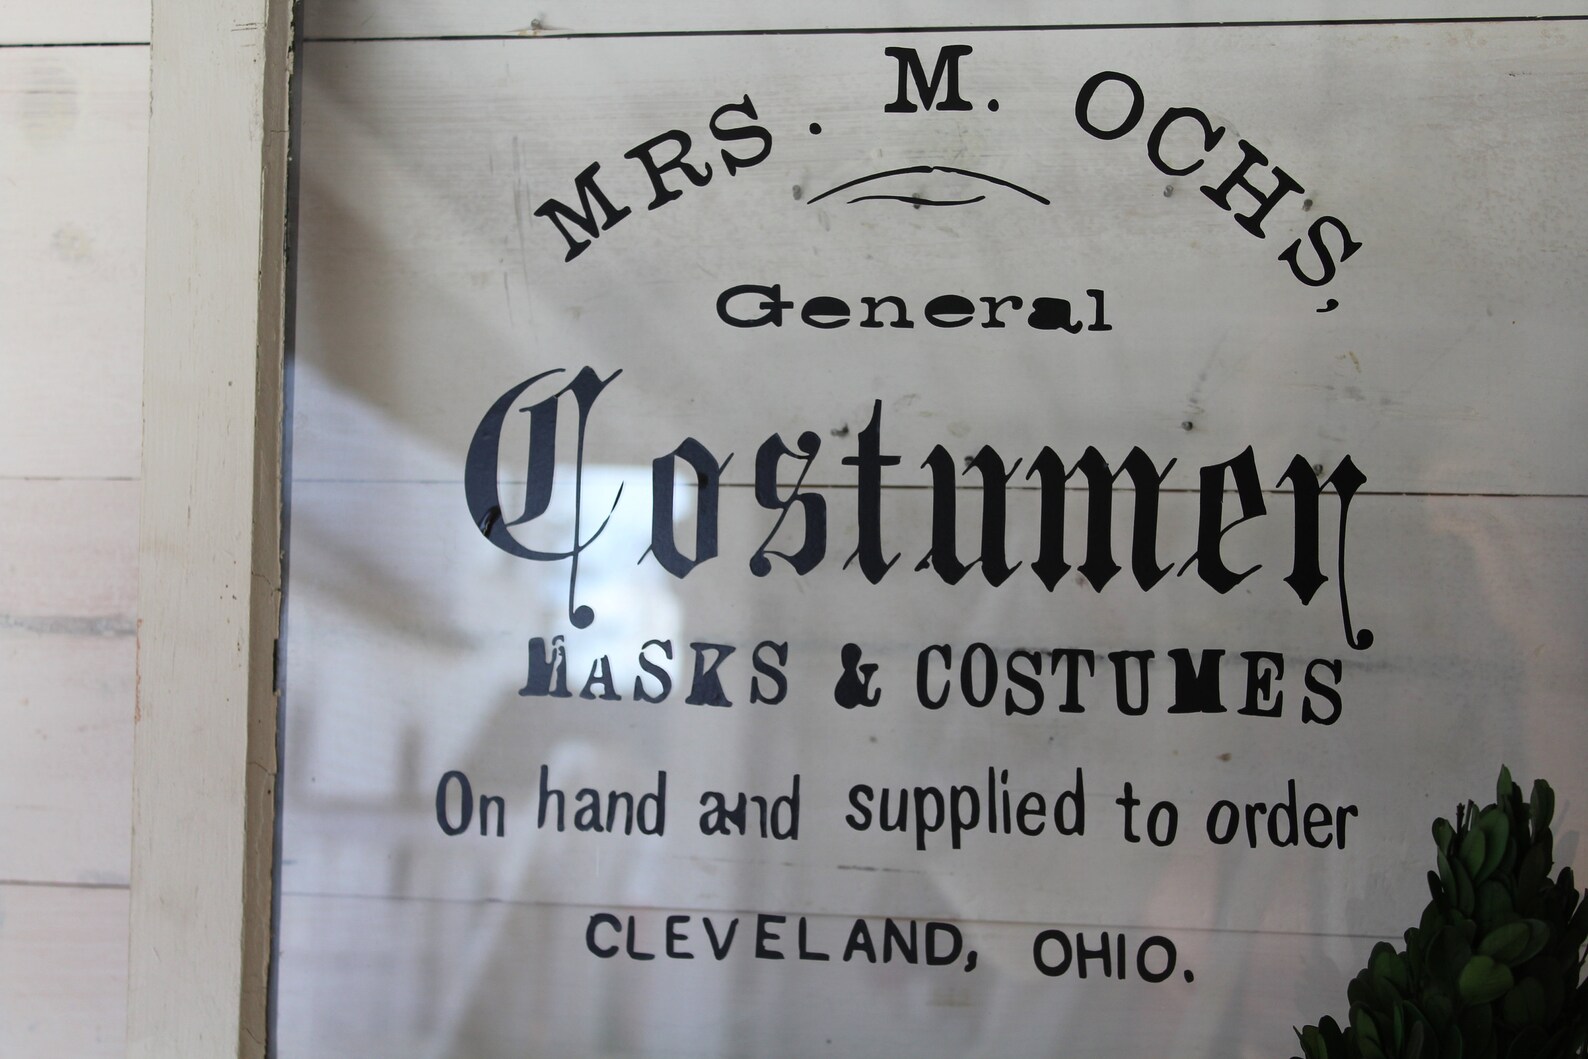 MRS. M. OCHS,
General
Costumer
MASKS & COSTUMES
On hand and supplied to order
CLEVELAND, OHIO.